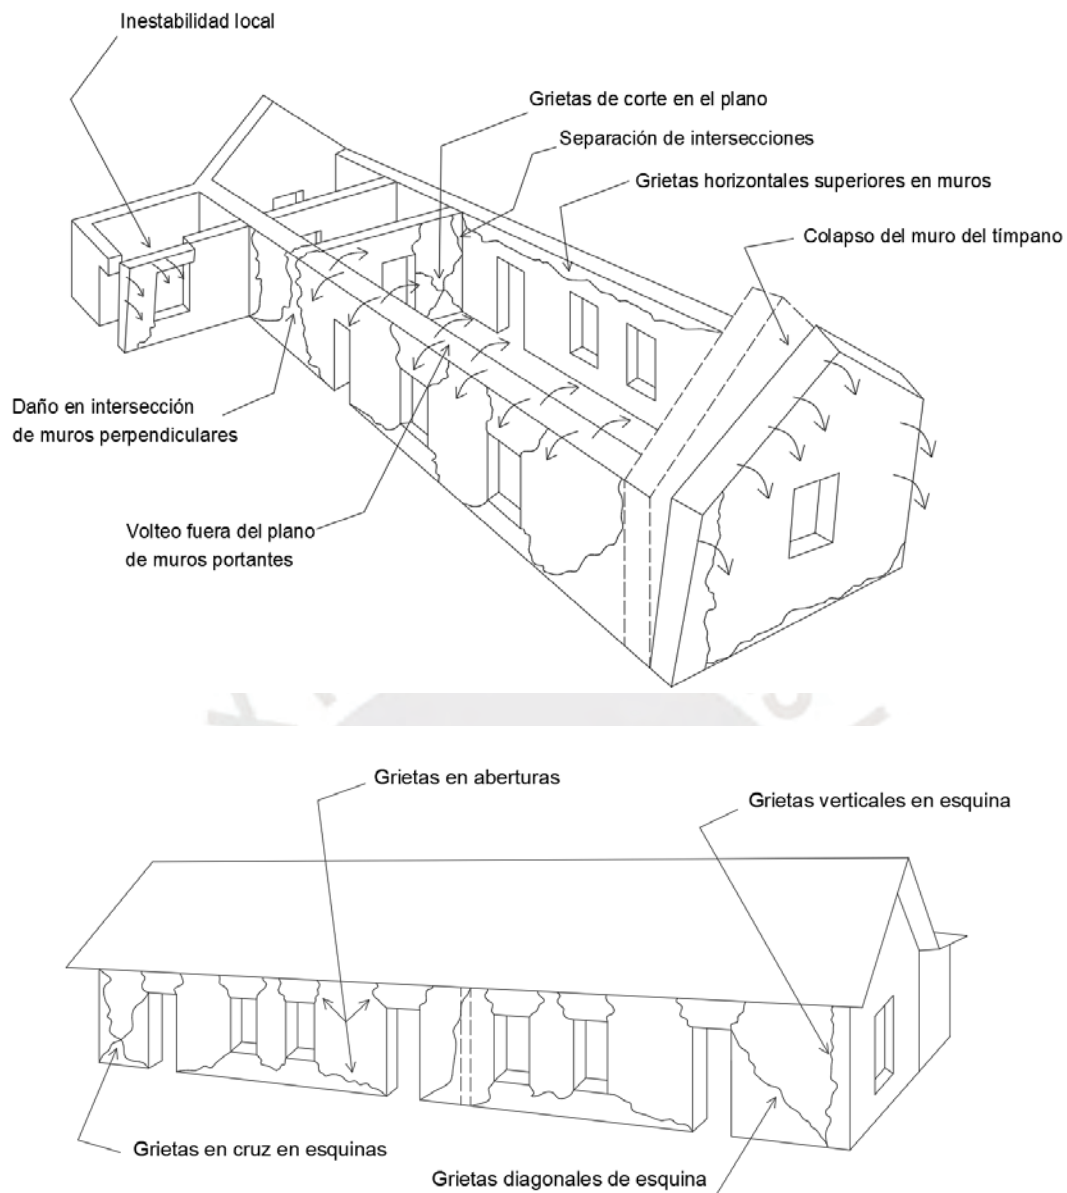 Inestabilidad local
Grietas de corte en el plano
Separación de intersecciones
Grietas horizontales superiores en muros
Colapso del muro del tímpano
Daño en intersección
de muros perpendiculares
Volteo fuera del plano
de muros portantes
Grietas en aberturas
Grietas verticales en esquina
Grietas en cruz en esquinas
Grietas diagonales de esquina